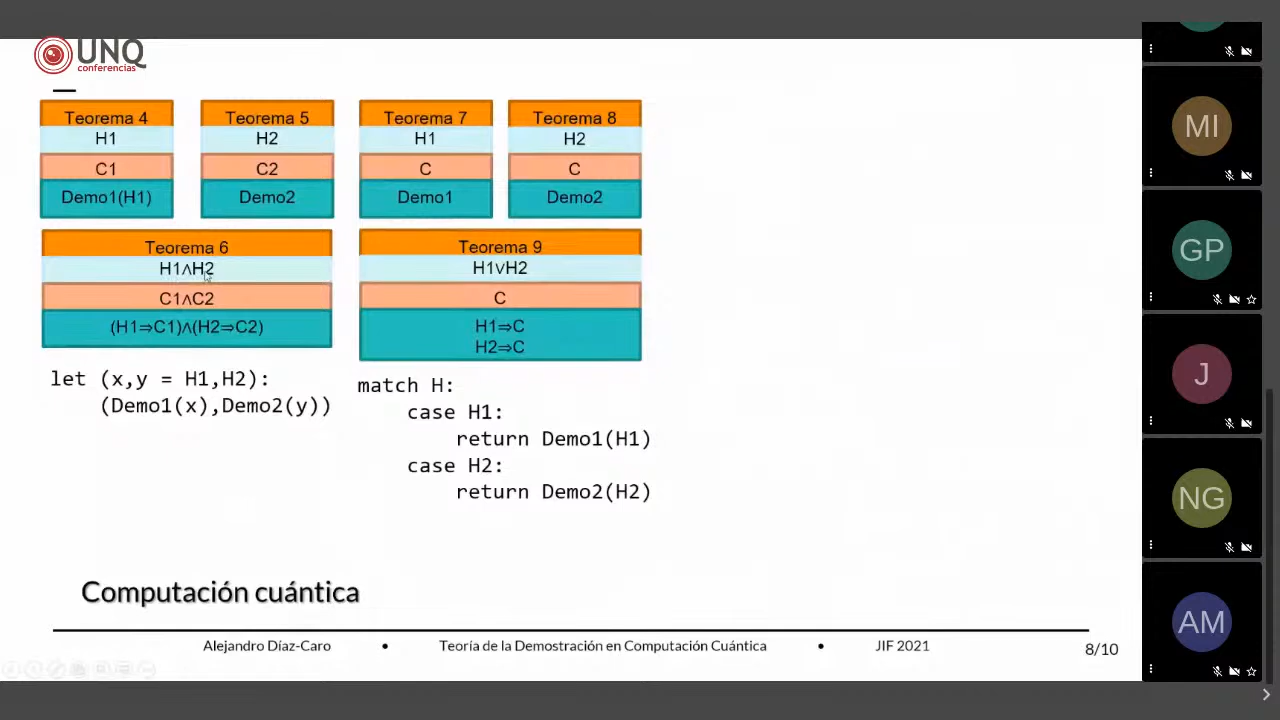 UNQ
conferencias
Teorema 4
H1
C1
Demo1(H1)
Teorema 5
H2
C2
Demo2
Teorema 7
H1
C
Demo1
Teorema 8
H2
C
Demo2
Teorema 6
H1∧H2
C1∧C2
(H1⇒C1)∧(H2⇒C2)
Teorema 9
H1∨H2
C
H1⇒C
H2⇒C
let (x,y = H1,H2):
(Demo1(x),Demo2(y))
match H:
case H1:
return Demo1(H1)
case H2:
return Demo2(H2)
Computación cuántica
Alejandro Díaz-Caro • Teoría de la Demostración en Computación Cuántica • JIF 2021
8/10
MI
GP
J
NG
AM